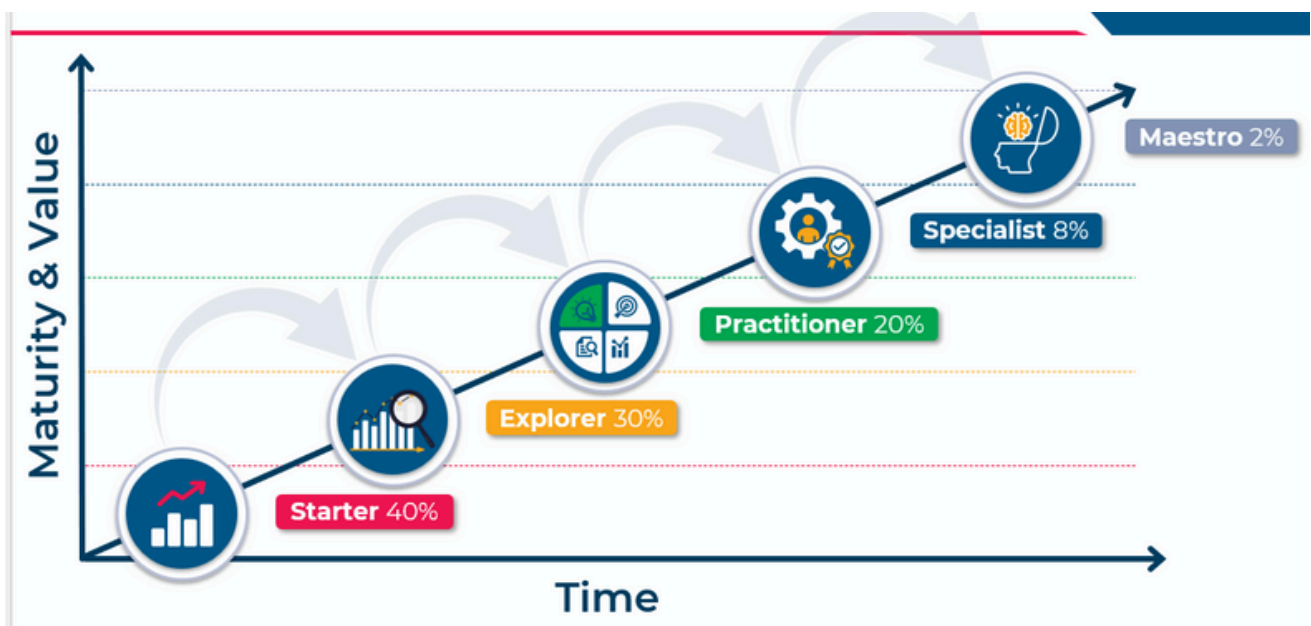 Maturity & Value
Maestro 2%
Specialist 8%
Practitioner 20%
Explorer 30%
Starter 40%
Time